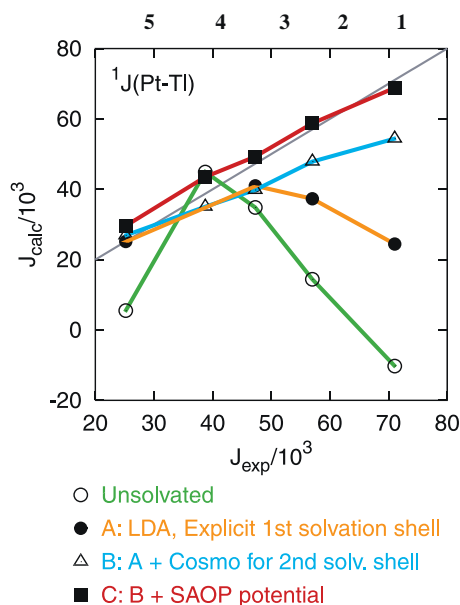 5 4 3 2 1
¹J(Pt-Tl)
80
60
40
20
0
-20
J_calc/10³
20 30 40 50 60 70 80
J_exp/10³
Unsolvated
A: LDA, Explicit 1st solvation shell
B: A + Cosmo for 2nd solv. shell
C: B + SAOP potential